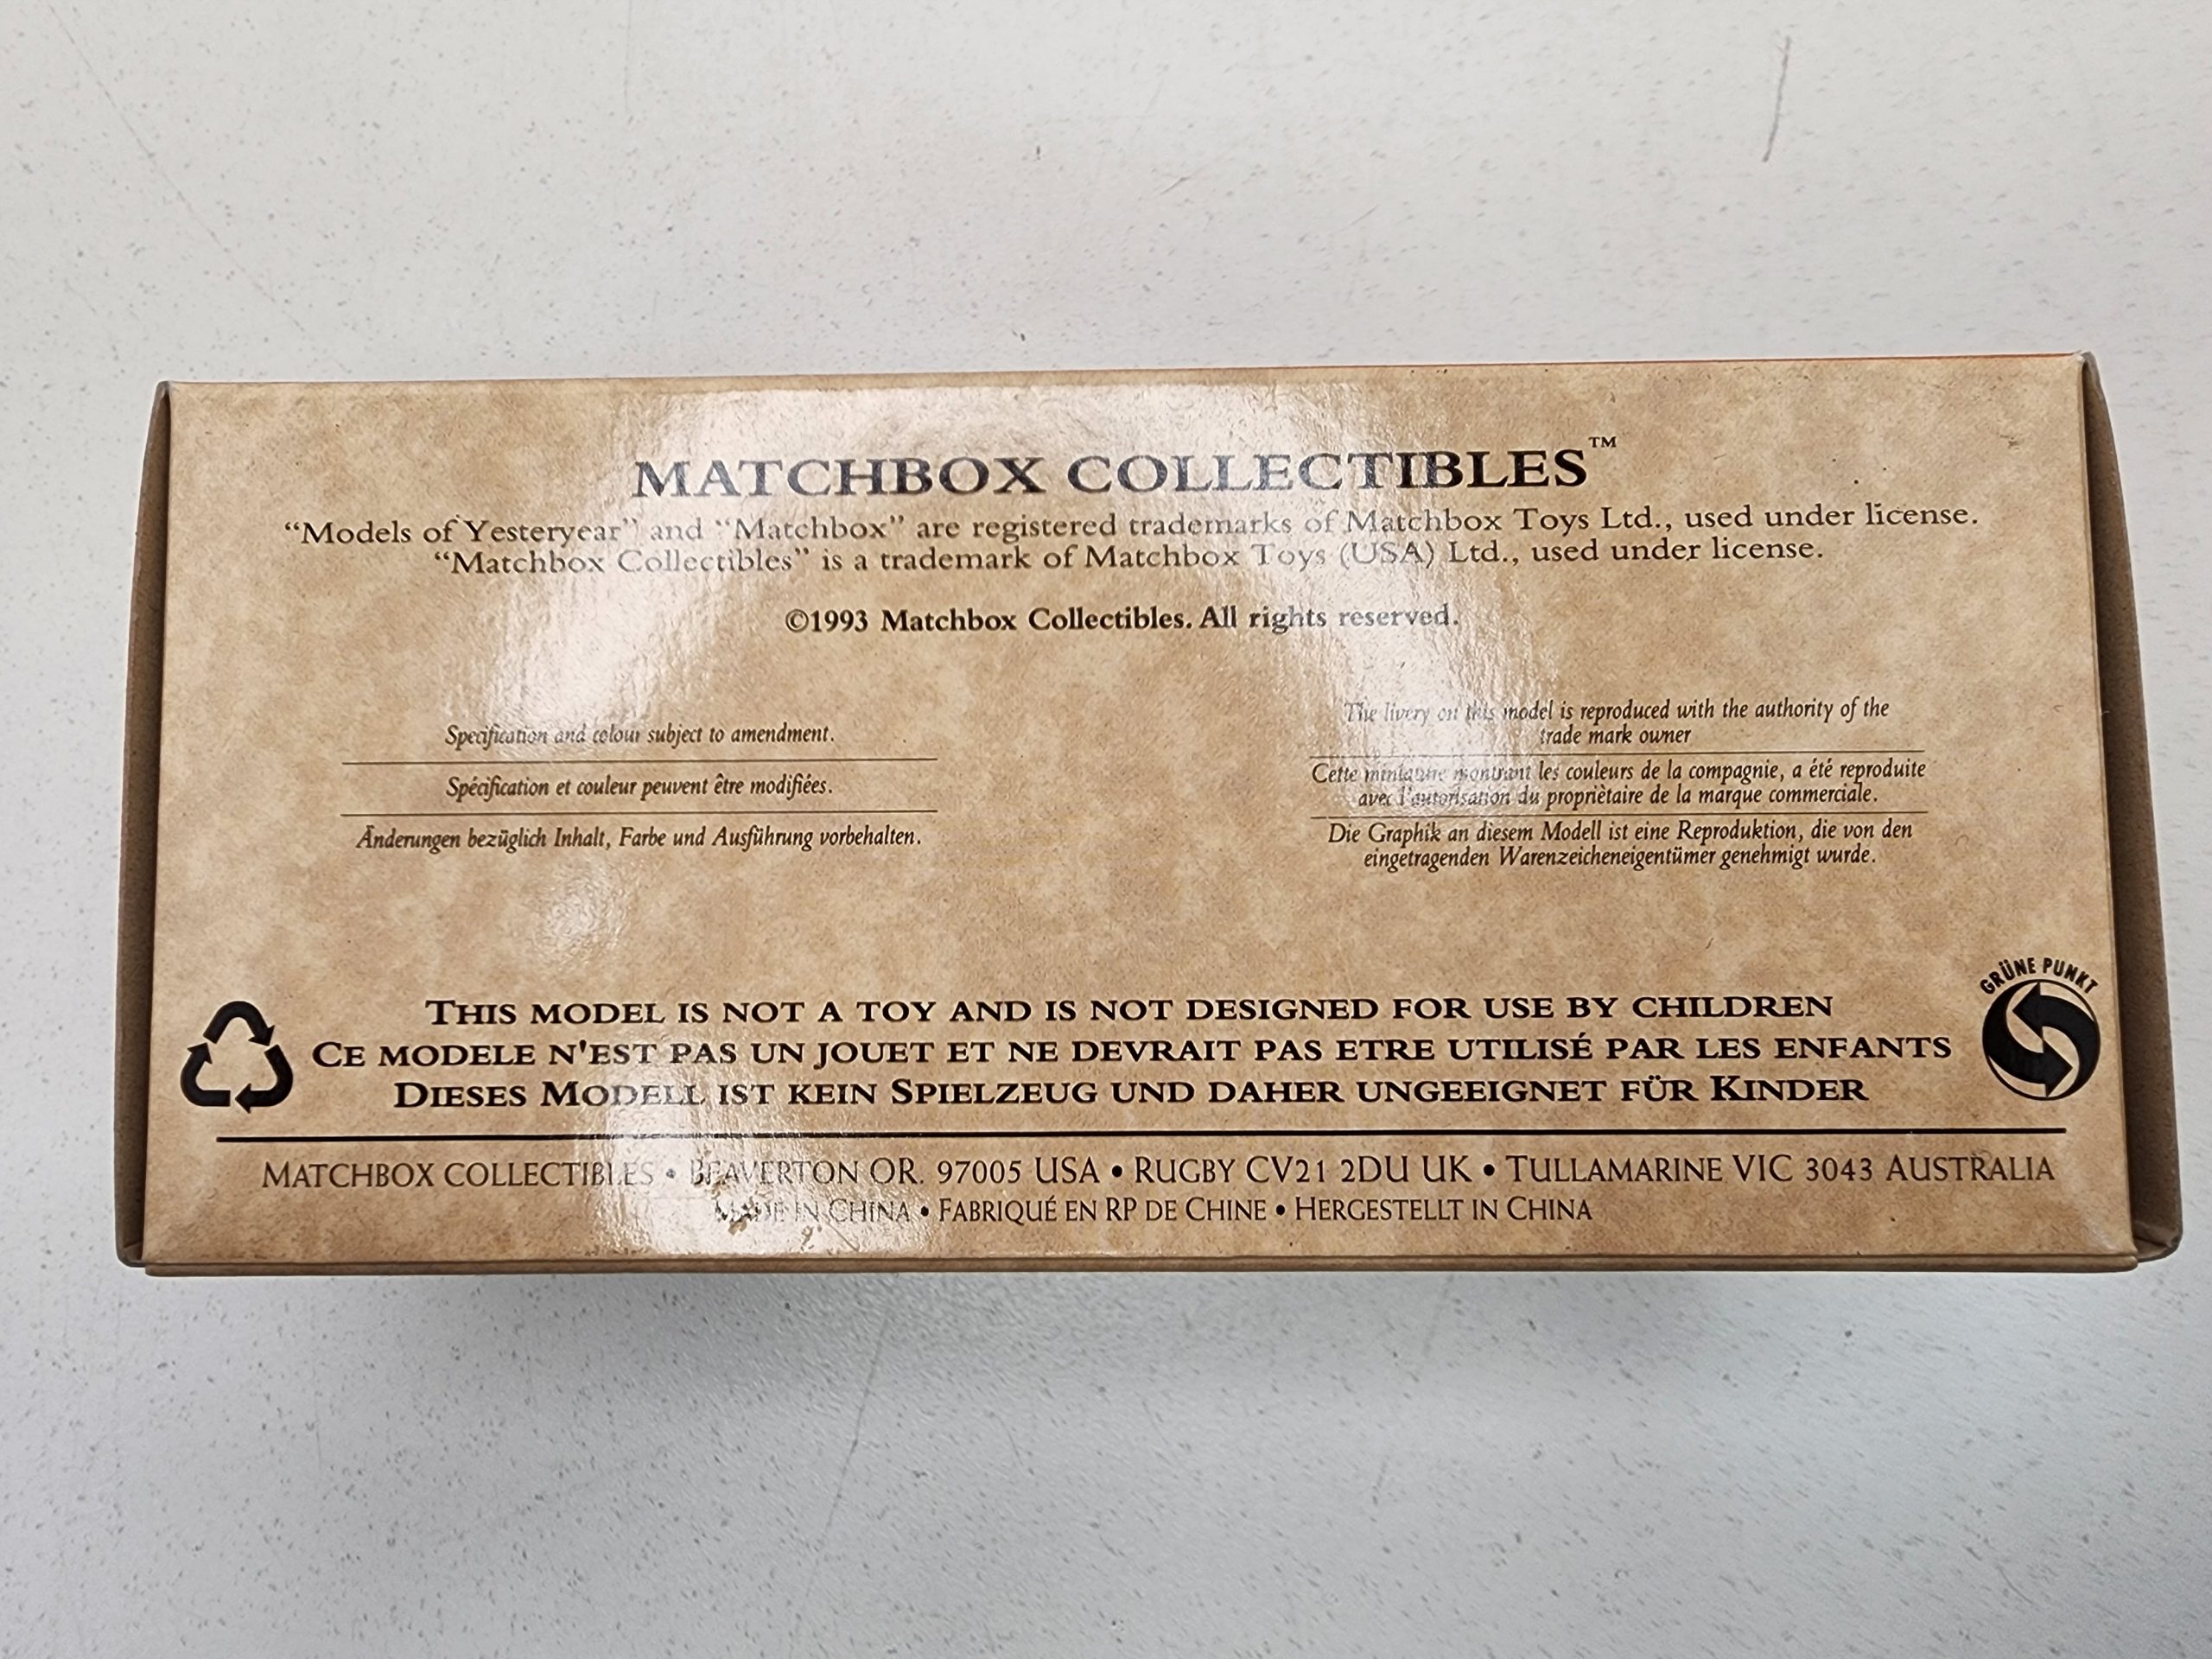 MATCHBOX COLLECTIBLES™
“Models of Yesteryear” and “Matchbox” are registered trademarks of Matchbox Toys Ltd., used under license.
“Matchbox Collectibles” is a trademark of Matchbox Toys (USA) Ltd., used under license.
©1993 Matchbox Collectibles. All rights reserved.
Specification and colour subject to amendment.
Spécification et couleur peuvent être modifiées.
Änderungen bezüglich Inhalt, Farbe und Ausführung vorbehalten.
The livery on this model is reproduced with the authority of the
trade mark owner
Cette miniature montrant les couleurs de la compagnie, a été reproduite
avec l'autorisation du propriètaire de la marque commerciale.
Die Graphik an diesem Modell ist eine Reproduktion, die von den
eingetragenden Warenzeicheneigentümer genehmigt wurde.
GRÜNE PUNKT
THIS MODEL IS NOT A TOY AND IS NOT DESIGNED FOR USE BY CHILDREN
CE MODELE N'EST PAS UN JOUET ET NE DEVRAIT PAS ETRE UTILISÉ PAR LES ENFANTS
DIESES MODELL IST KEIN SPIELZEUG UND DAHER UNGEEIGNET FÜR KINDER
MATCHBOX COLLECTIBLES • BEAVERTON OR. 97005 USA • RUGBY CV21 2DU UK • TULLAMARINE VIC 3043 AUSTRALIA
MADE IN CHINA • FABRIQUÉ EN RP DE CHINE • HERGESTELLT IN CHINA